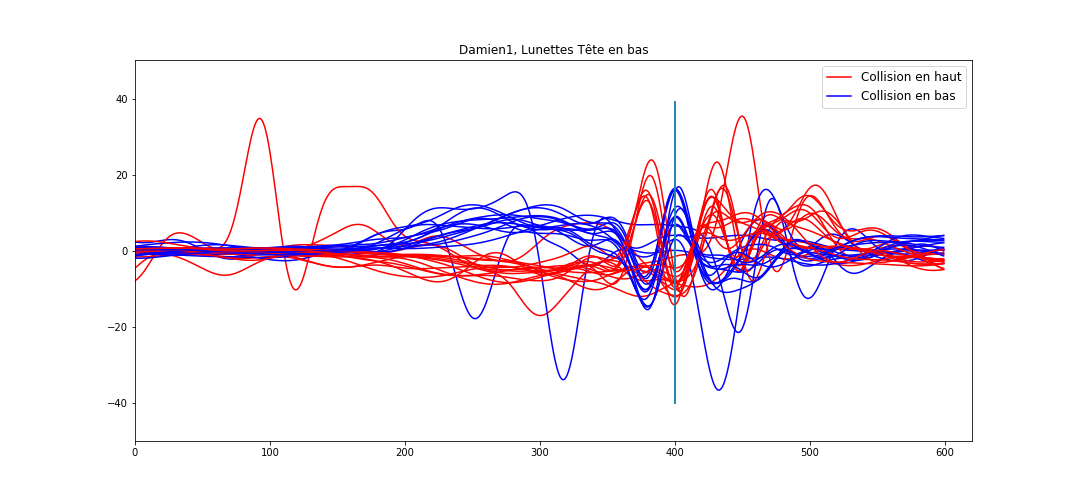 Damien1, Lunettes Tête en bas
Collision en haut
Collision en bas
40
20
0
−20
−40
0 100 200 300 400 500 600